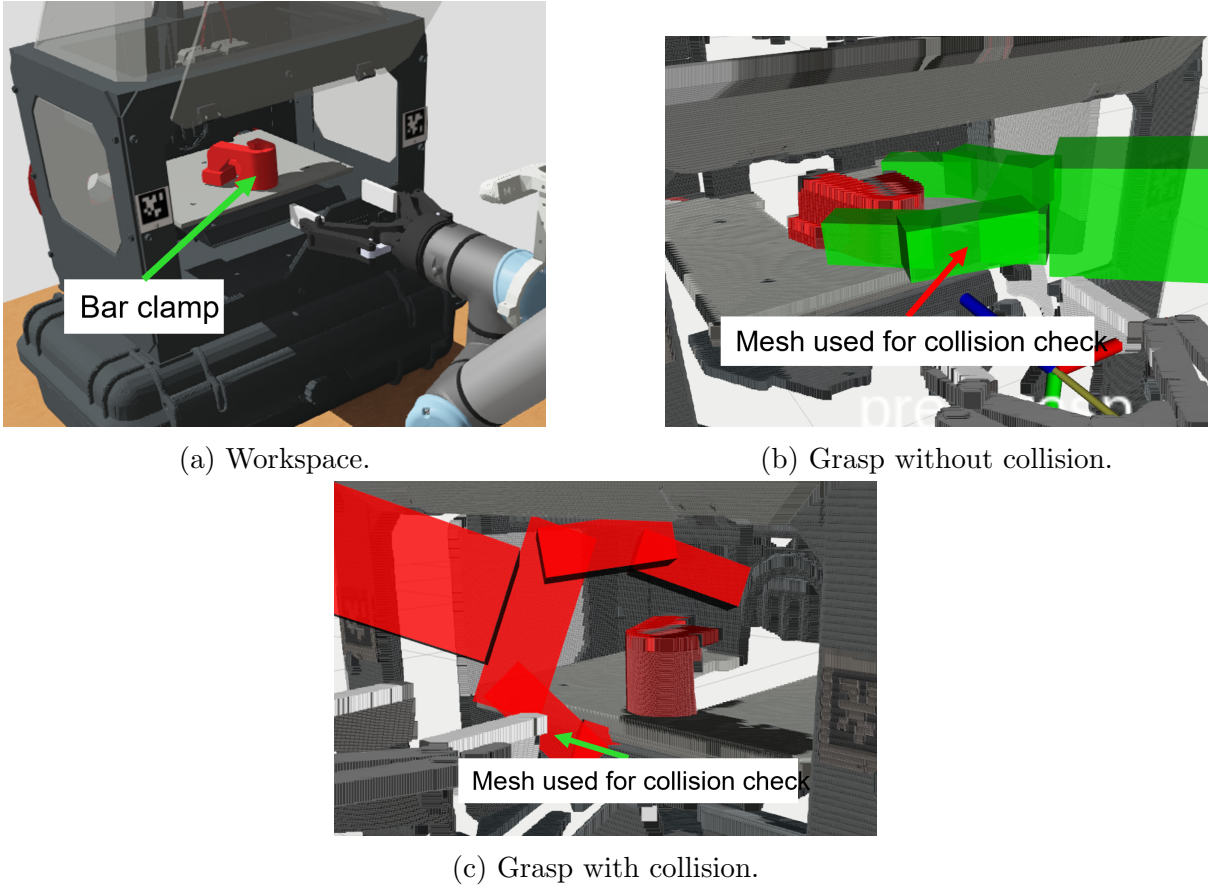 Bar clamp
Mesh used for collision check
(a) Workspace.
(b) Grasp without collision.
Mesh used for collision check
(c) Grasp with collision.